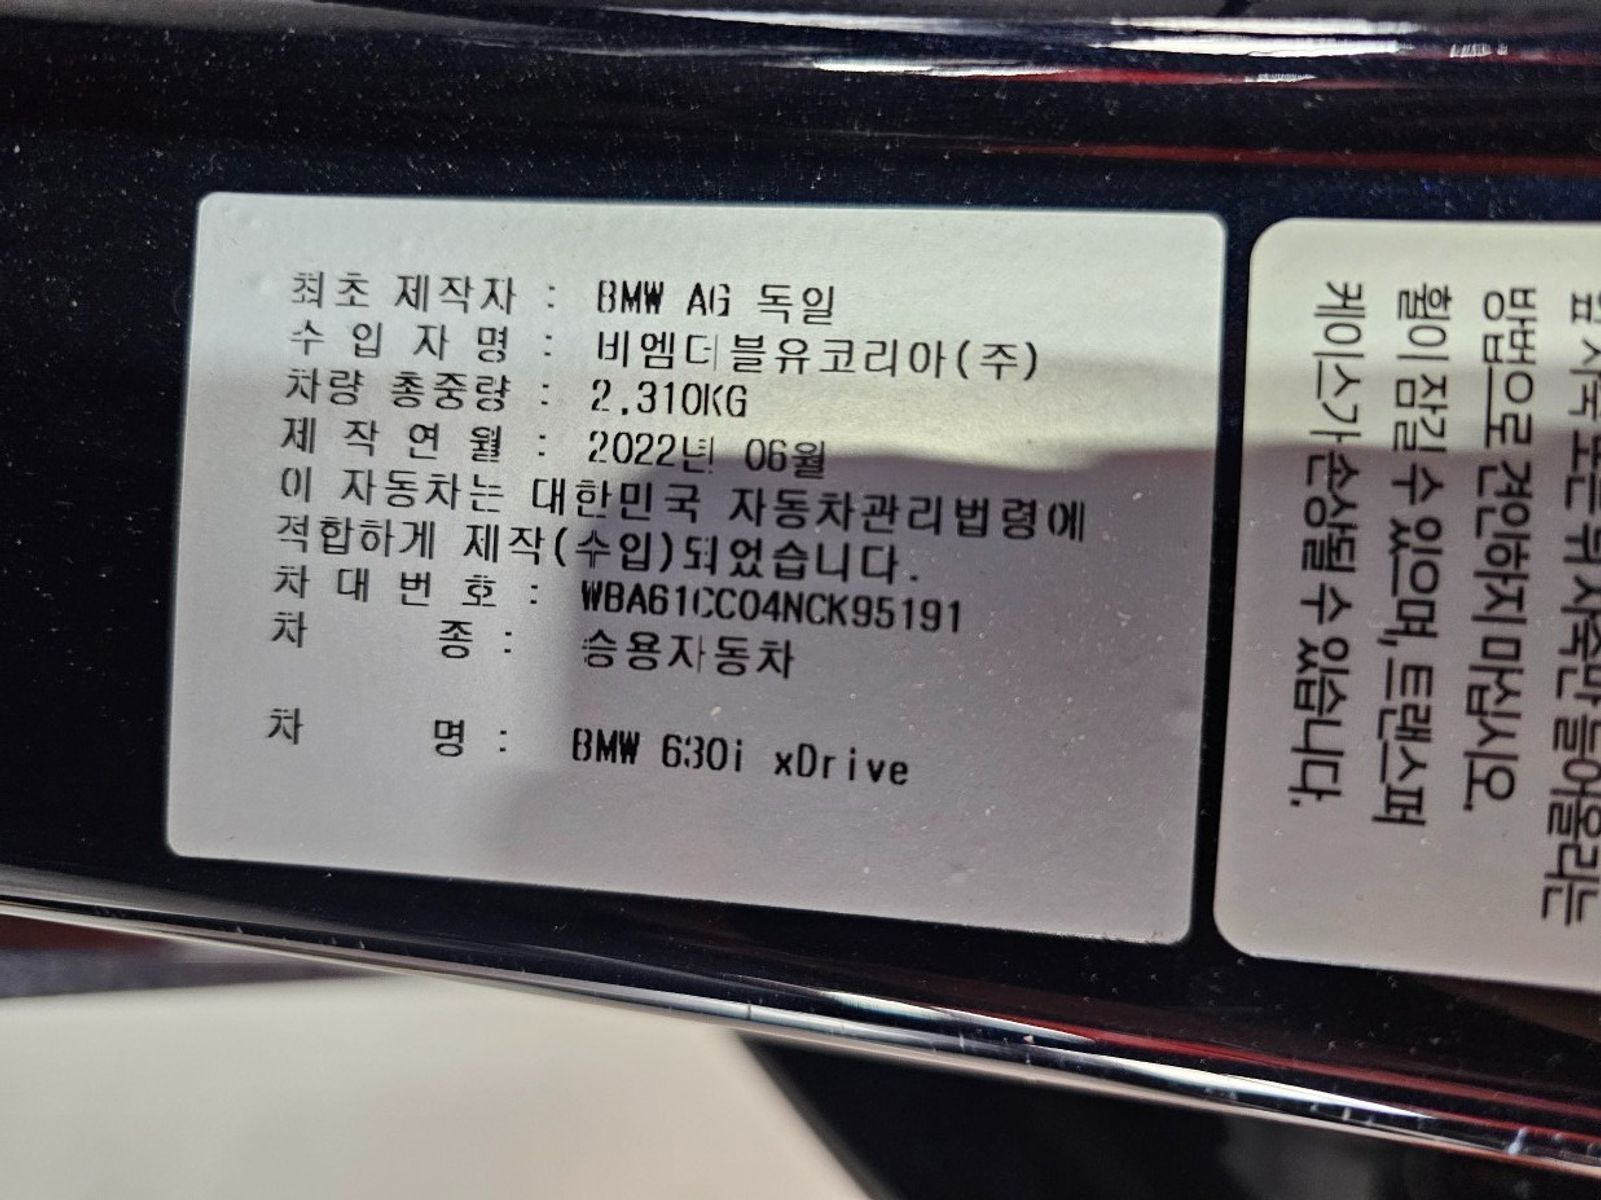 최초 제작자 : BMW AG 독일
수 입 자 명 : 비엠더블유코리아(주)
차량 총중량 : 2,310KG
제 작 연 월 : 2022년 06월
이 자동차는 대한민국 자동차관리법령에
적합하게 제작(수입)되었습니다.
차 대 번 호 : WBA61CC04NCK95191
차 종 : 승용자동차
차 명 : BMW 630i xDrive
방법으로 견인하지 마십시오.
휠이 잠길 수 있으며, 트랜스퍼
케이스가 손상될 수 있습니다.